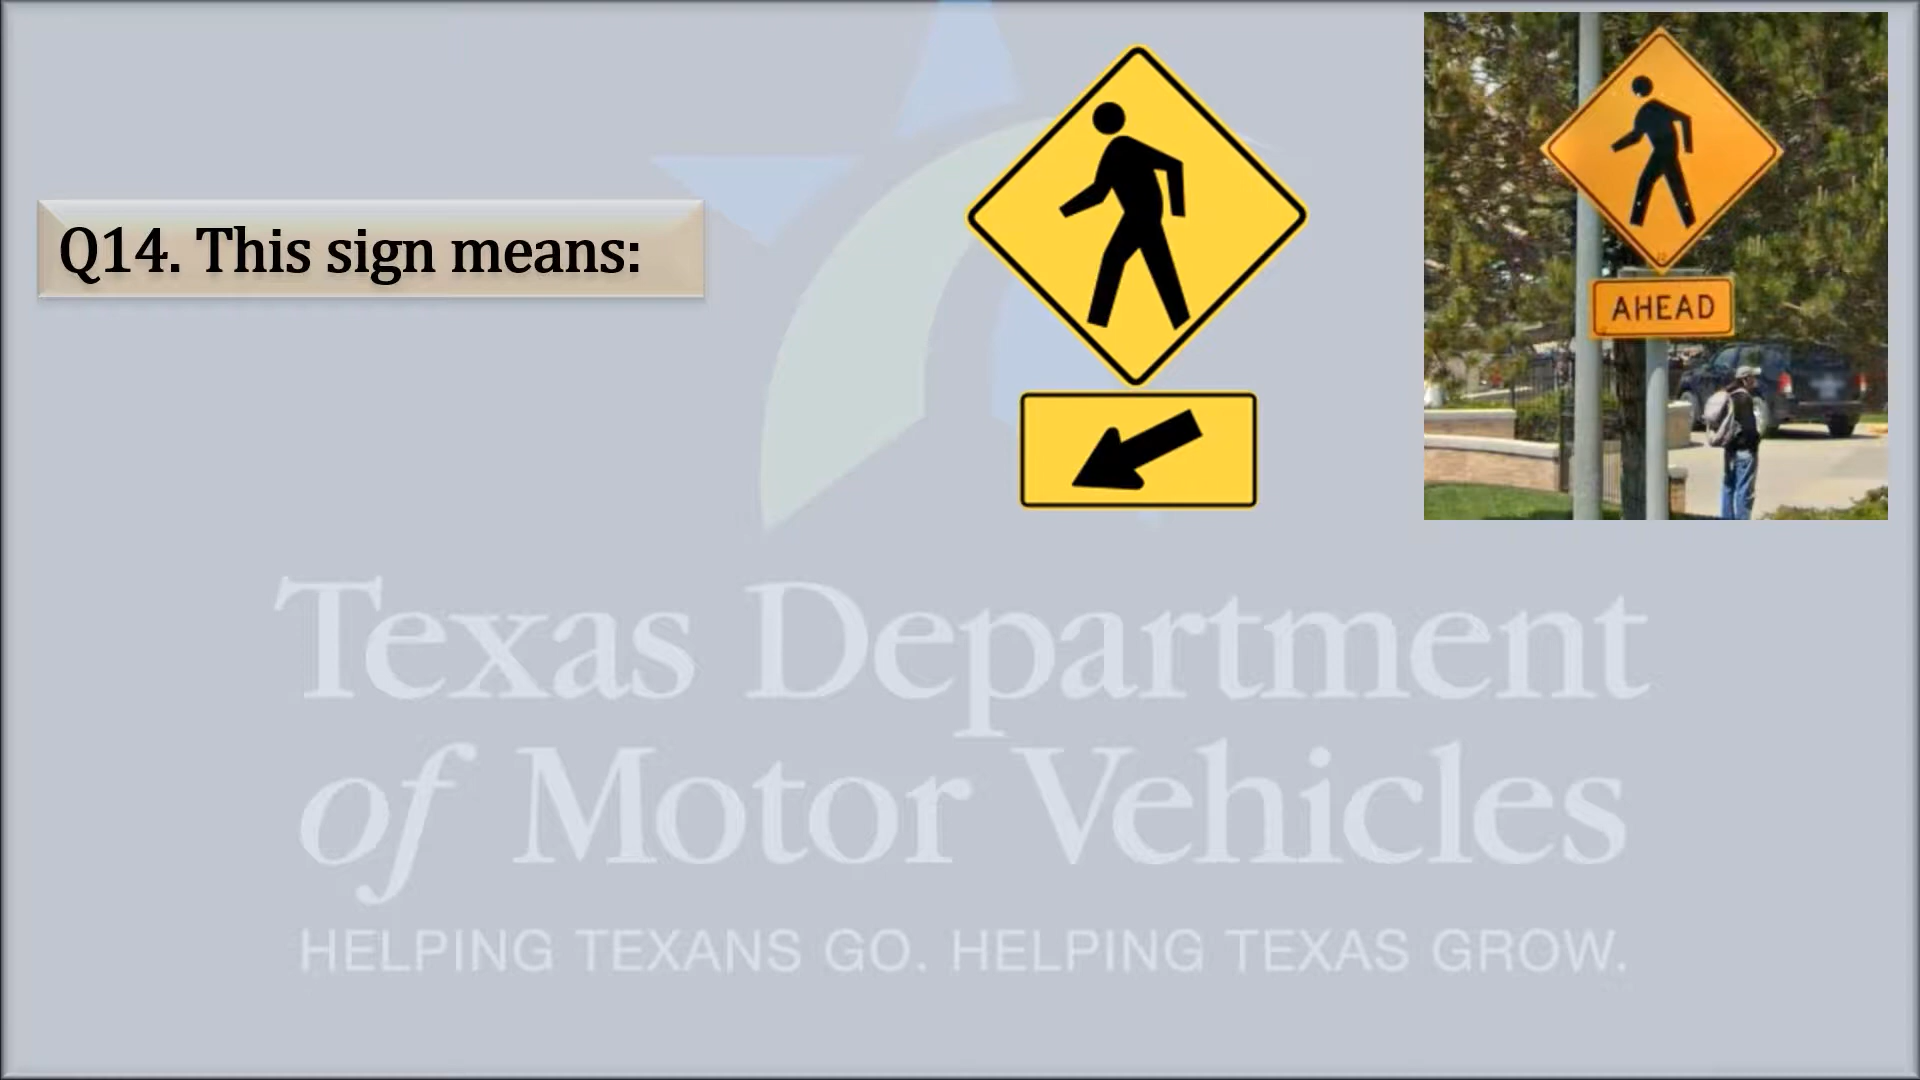 Q14. This sign means:
AHEAD
Texas Department
of Motor Vehicles
HELPING TEXANS GO. HELPING TEXAS GROW.